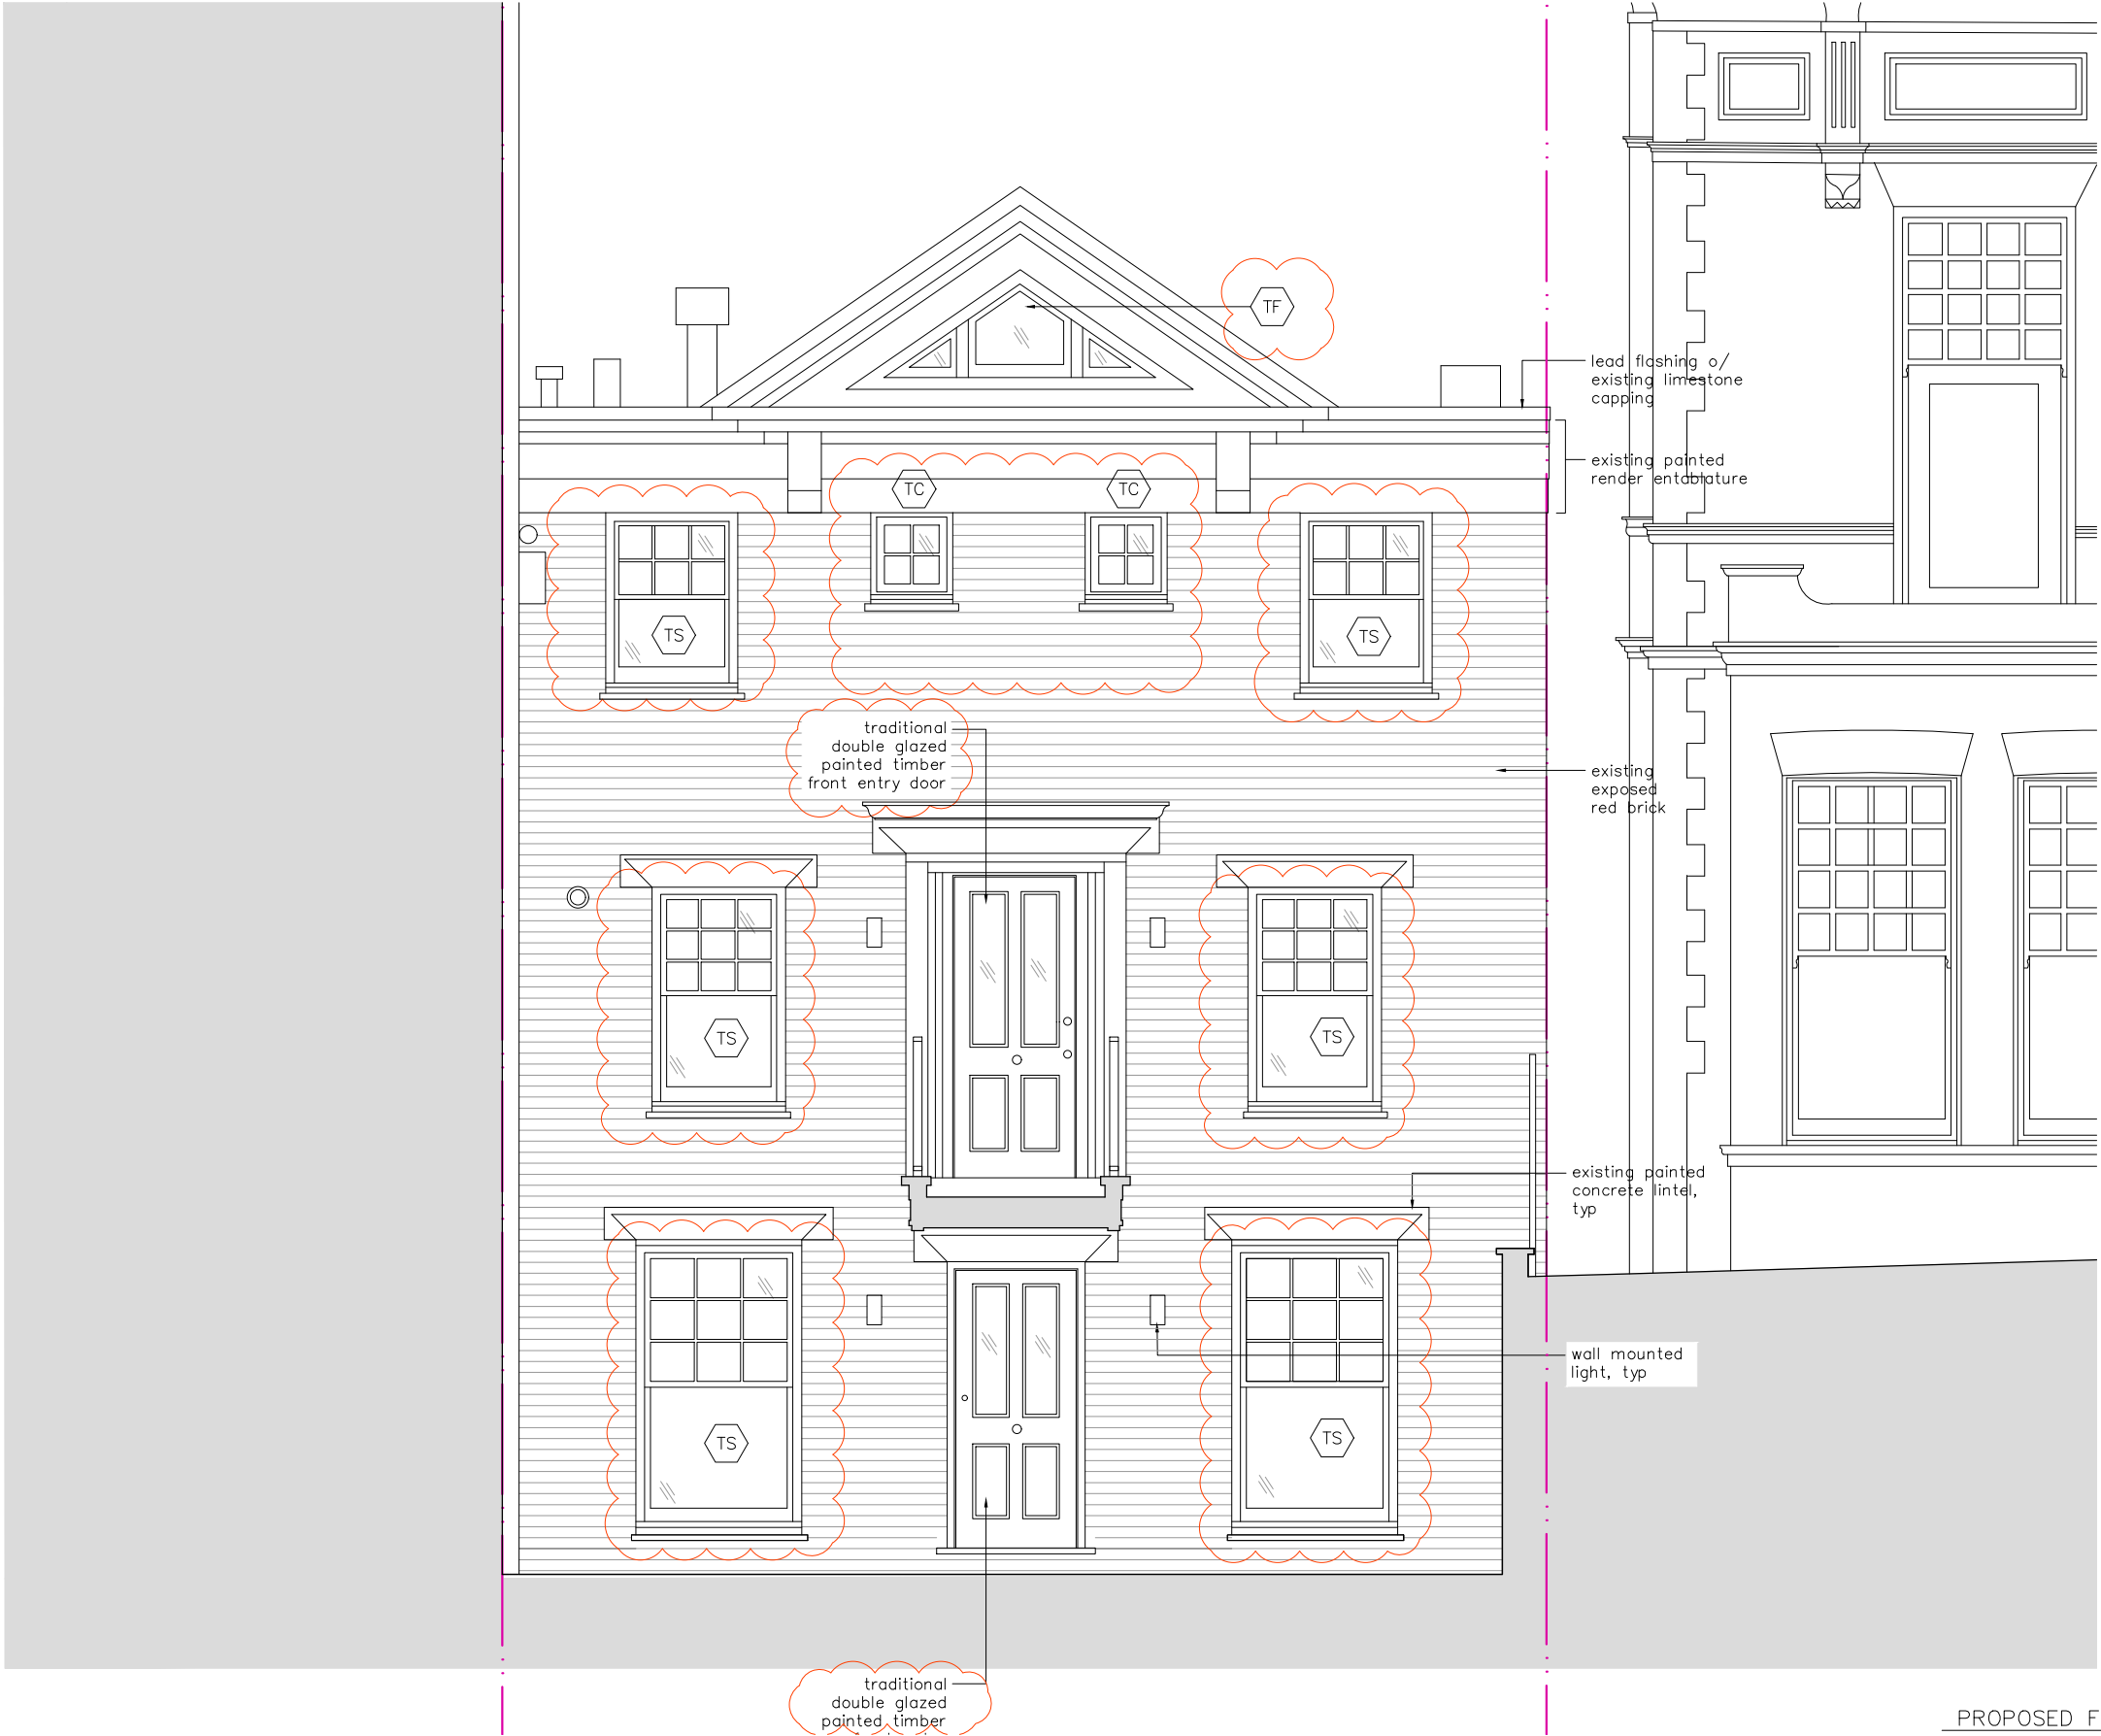 TF
lead flashing o/
existing limestone
capping
existing painted
render entablature
TC
TC
TS
TS
traditional
double glazed
painted timber
front entry door
existing
exposed
red brick
TS
TS
existing painted
concrete lintel,
typ
wall mounted
light, typ
TS
TS
traditional
double glazed
painted timber
PROPOSED F